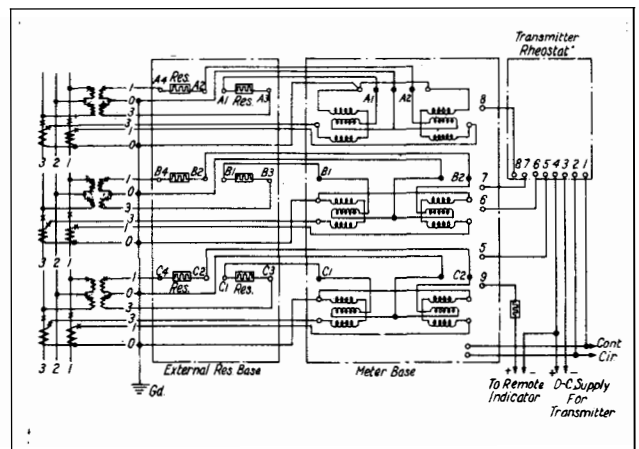 Transmitter
Rheostat
A4 Res. A2 A1 Res. A3
A1 A2
8
1
0
3
3
1
0
8 7 6 5 4 3 2 1
3 2 1
B4 B2 B1 B3
B1 B2
7
6
1
0
3
3
1
0
3 2 1
5
C4 C2 C1 C3
Res. Res.
C1 C2
9
1
0
3
3
1
0
3 2 1
Cont
Cir
Gd.
External Res Base
Meter Base
+ − + −
To Remote
Indicator
D-C Supply
For
Transmitter